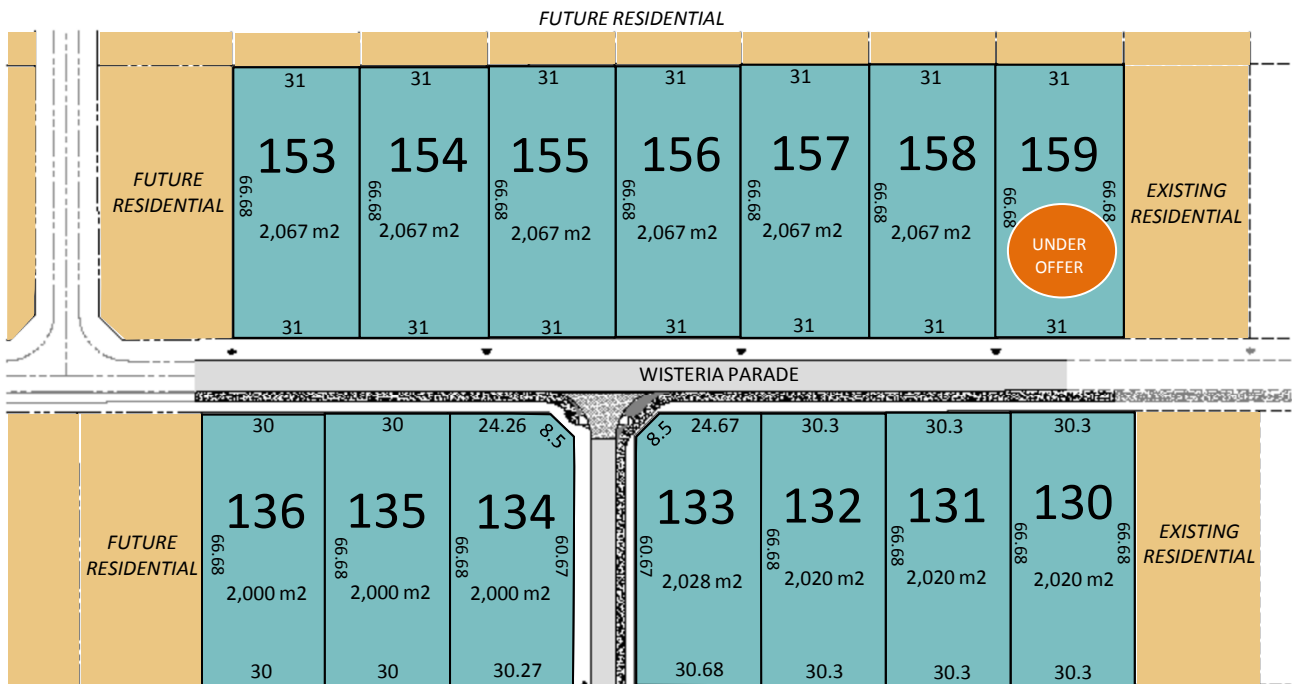 FUTURE RESIDENTIAL
31 31 31 31 31 31 31
153 154 155 156 157 158 159
FUTURE
RESIDENTIAL
EXISTING
RESIDENTIAL
66.68 66.68 66.68 66.68 66.68 66.68 66.68 66.68
2,067 m2 2,067 m2 2,067 m2 2,067 m2 2,067 m2 2,067 m2
UNDER
OFFER
31 31 31 31 31 31 31
WISTERIA PARADE
30 30 24.26 8.5 8.5 24.67 30.3 30.3 30.3
136 135 134 133 132 131 130
FUTURE
RESIDENTIAL
EXISTING
RESIDENTIAL
66.68 66.68 66.68 60.67 60.67 66.68 66.68 66.68 66.68
2,000 m2 2,000 m2 2,000 m2 2,028 m2 2,020 m2 2,020 m2 2,020 m2
30 30 30.27 30.68 30.3 30.3 30.3